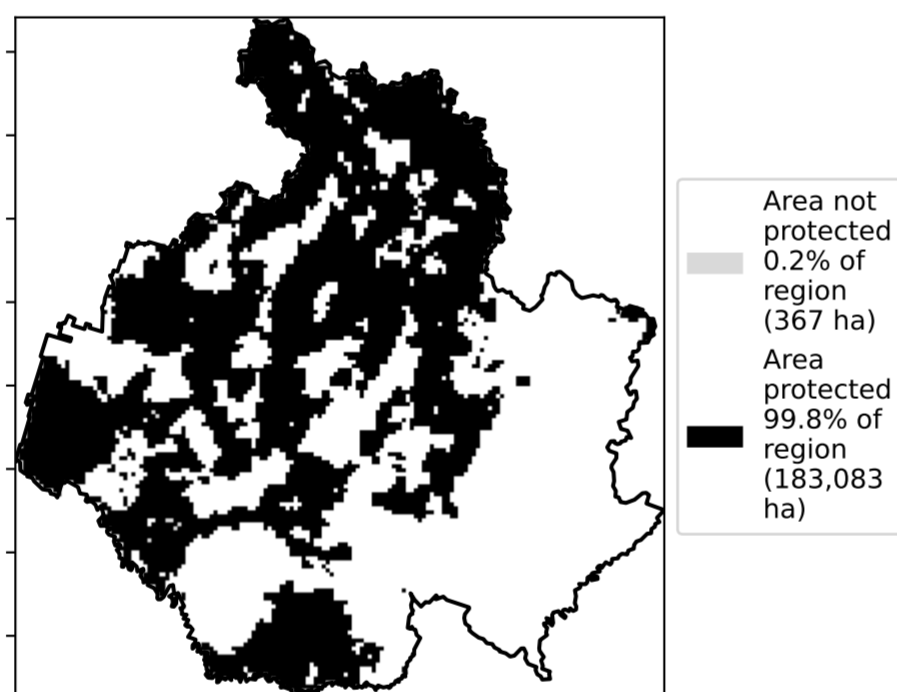 Area not
protected
0.2% of
region
(367 ha)
Area
protected
99.8% of
region
(183,083
ha)